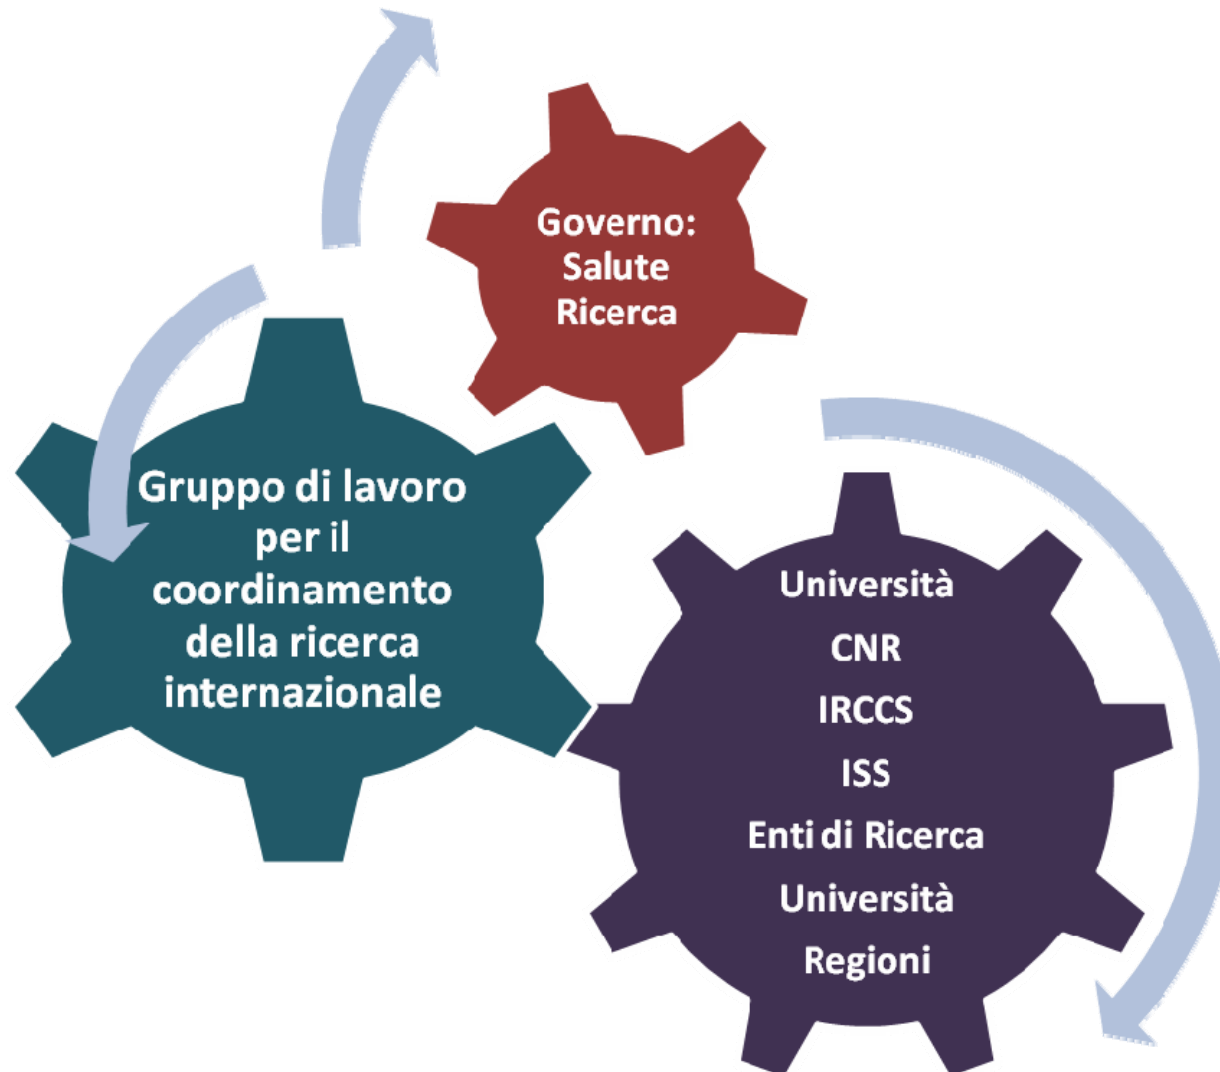 Governo:
Salute
Ricerca
Gruppo di lavoro
per il
coordinamento
della ricerca
internazionale
Università
CNR
IRCCS
ISS
Enti di Ricerca
Università
Regioni